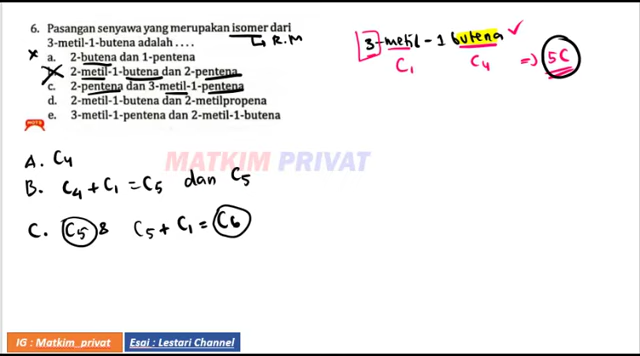 6. Pasangan senyawa yang merupakan isomer dari
3-metil-1-butena adalah . . . .
↳ R.M
x a. 2-butena dan 1-pentena
b. 2-metil-1-butena dan 2-pentena
c. 2-pentena dan 3-metil-1-pentena
d. 2-metil-1-butena dan 2-metilpropena
e. 3-metil-1-pentena dan 2-metil-1-butena
3-metil-1 butena ✓
C1 C4 => 5C
MATKIM PRIVAT
A. C4
B. C4 + C1 = C5 dan C5
C. C5 & C5 + C1 = C6
IG : Matkim_privat Esai : Lestari Channel